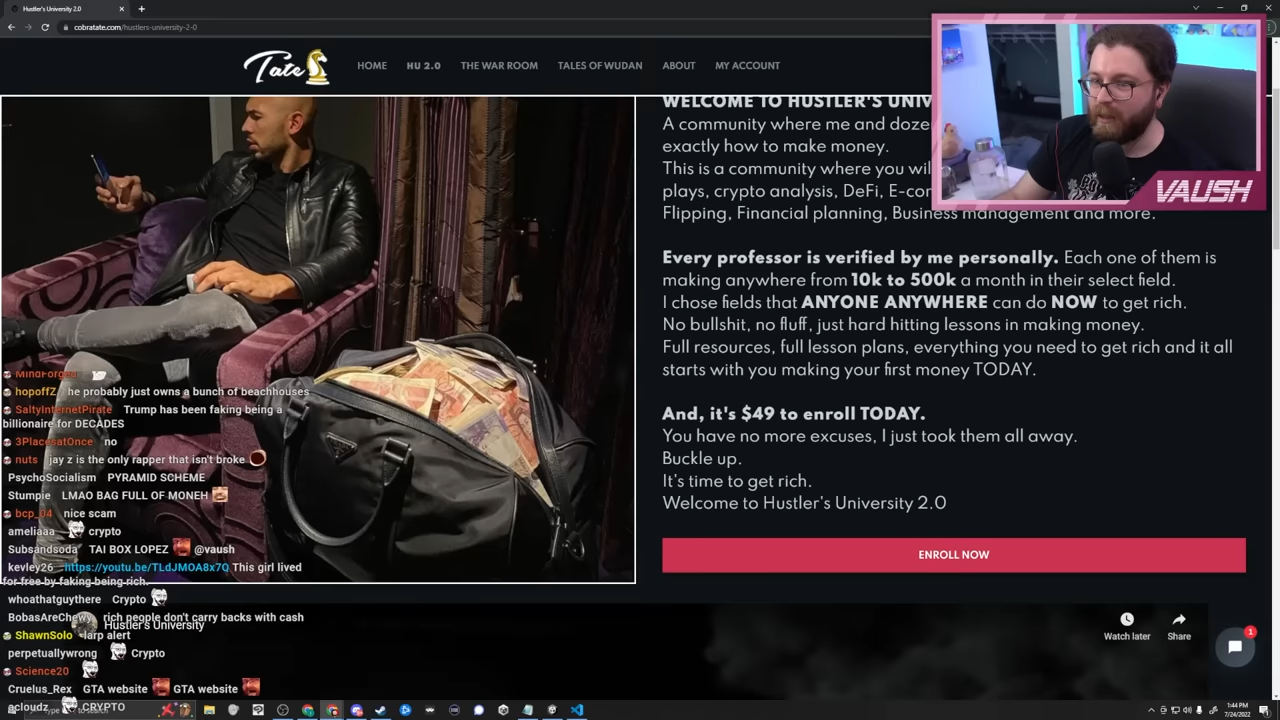 Hustler's University 2.0
cobratate.com/hustlers-university-2-0
Tate
HOME
HU 2.0
THE WAR ROOM
TALES OF WUDAN
ABOUT
MY ACCOUNT
VAUSH
WELCOME TO HUSTLER'S UNIV
A community where me and doze
exactly how to make money.
This is a community where you wil
plays, crypto analysis, DeFi, E-con
Flipping, Financial planning, Business management and more.
Every professor is verified by me personally. Each one of them is
making anywhere from 10k to 500k a month in their select field.
I chose fields that ANYONE ANYWHERE can do NOW to get rich.
No bullshit, no fluff, just hard hitting lessons in making money.
Full resources, full lesson plans, everything you need to get rich and it all
starts with you making your first money TODAY.
And, it's $49 to enroll TODAY.
You have no more excuses, I just took them all away.
Buckle up.
It's time to get rich.
Welcome to Hustler's University 2.0
ENROLL NOW
MindForged
hopoffZ he probably just owns a bunch of beachhouses
SaltyInternetPirate Trump has been faking being a
billionaire for DECADES
3PlacesatOnce no
nuts jay z is the only rapper that isn't broke
PsychoSocialism PYRAMID SCHEME
Stumpie LMAO BAG FULL OF MONEH
bcp_04 nice scam
ameliaaa crypto
Subsandsoda TAI BOX LOPEZ @vaush
kevley26 https://youtu.be/TLdJMOA8x7Q This girl lived
for free by faking being rich.
whoathatguythere Crypto
BobasAreChewy rich people don't carry backs with cash
Hustler's University
ShawnSolo larp alert
perpetuallywrong Crypto
Science20
Cruelus_Rex GTA website GTA website
cloudz CRYPTO
Watch later
Share
1
1:44 PM
7/24/2022